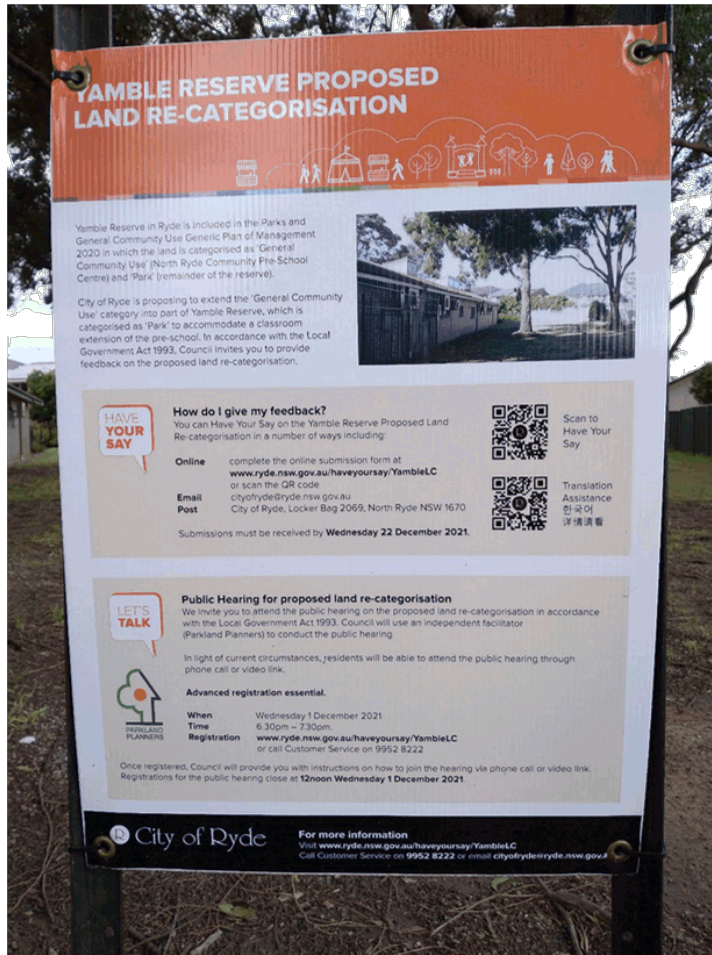 YAMBLE RESERVE PROPOSED
LAND RE-CATEGORISATION
Yamble Reserve in Ryde is included in the Parks and
General Community Use Generic Plan of Management
2020 in which the land is categorised as 'General
Community Use' (North Ryde Community Pre-School
Centre) and 'Park' (remainder of the reserve).
City of Ryde is proposing to extend the 'General Community
Use' category into part of Yamble Reserve, which is
categorised as 'Park' to accommodate a classroom
extension of the pre-school. In accordance with the Local
Government Act 1993, Council invites you to provide
feedback on the proposed land re-categorisation.
HAVE
YOUR
SAY
How do I give my feedback?
You can Have Your Say on the Yamble Reserve Proposed Land
Re-categorisation in a number of ways including:
Online complete the online submission form at
www.ryde.nsw.gov.au/haveyoursay/YambleLC
or scan the QR code
Email cityofryde@ryde.nsw.gov.au
Post City of Ryde, Locker Bag 2069, North Ryde NSW 1670
Submissions must be received by Wednesday 22 December 2021.
Scan to
Have Your
Say
Translation
Assistance
한국어
详情请看
LET'S
TALK
Public Hearing for proposed land re-categorisation
We invite you to attend the public hearing on the proposed land re-categorisation in accordance
with the Local Government Act 1993. Council will use an independent facilitator
(Parkland Planners) to conduct the public hearing.
In light of current circumstances, residents will be able to attend the public hearing through
phone call or video link.
Advanced registration essential.
PARKLAND
PLANNERS
When Wednesday 1 December 2021
Time 6:30pm – 7:30pm.
Registration www.ryde.nsw.gov.au/haveyoursay/YambleLC
or call Customer Service on 9952 8222
Once registered, Council will provide you with instructions on how to join the hearing via phone call or video link.
Registrations for the public hearing close at 12noon Wednesday 1 December 2021.
R City of Ryde
For more information
Visit www.ryde.nsw.gov.au/haveyoursay/YambleLC
Call Customer Service on 9952 8222 or email cityofryde@ryde.nsw.gov.a